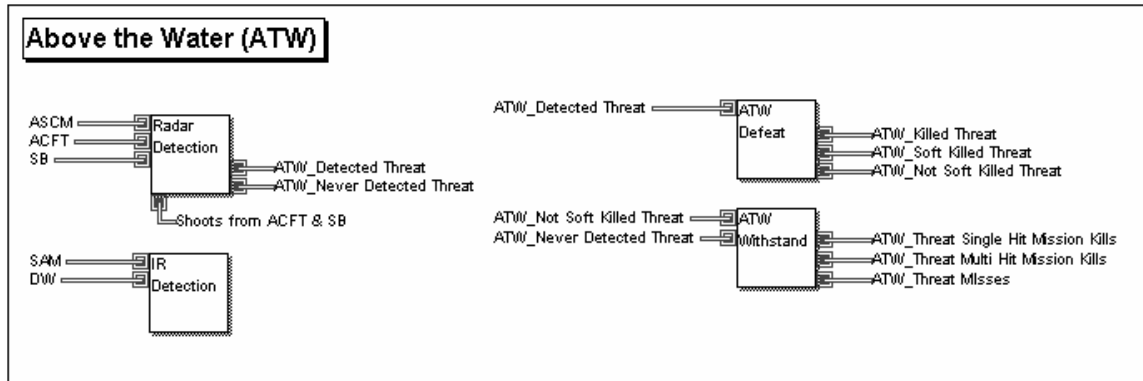 Above the Water (ATW)
ASCM
ACFT
SB
Radar
Detection
ATW_Detected Threat
ATW_Never Detected Threat
Shoots from ACFT & SB
SAM
DW
IR
Detection
ATW_Detected Threat
ATW
Defeat
ATW_Killed Threat
ATW_Soft Killed Threat
ATW_Not Soft Killed Threat
ATW_Not Soft Killed Threat
ATW_Never Detected Threat
ATW
Withstand
ATW_Threat Single Hit Mission Kills
ATW_Threat Multi Hit Mission Kills
ATW_Threat MIsses